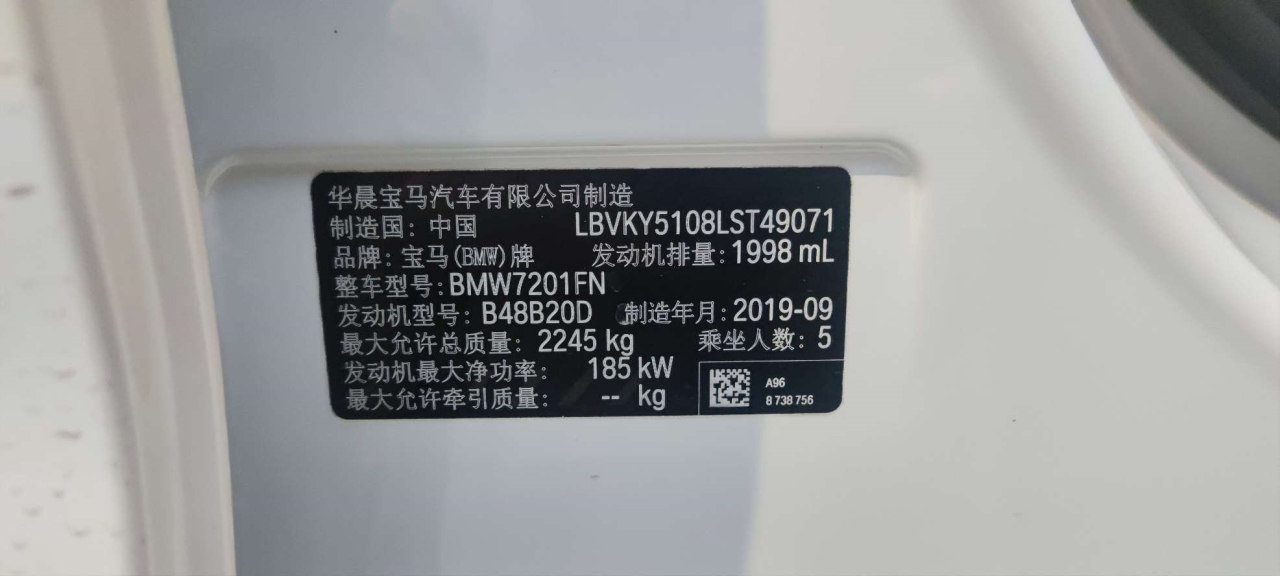 华晨宝马汽车有限公司制造
制造国: 中国 LBVKY5108LST49071
品牌: 宝马(BMW)牌 发动机排量: 1998 mL
整车型号: BMW7201FN
发动机型号: B48B20D 制造年月: 2019-09
最大允许总质量: 2245 kg 乘坐人数: 5
发动机最大净功率: 185 kW
最大允许牵引质量: -- kg
A96
8 738 756